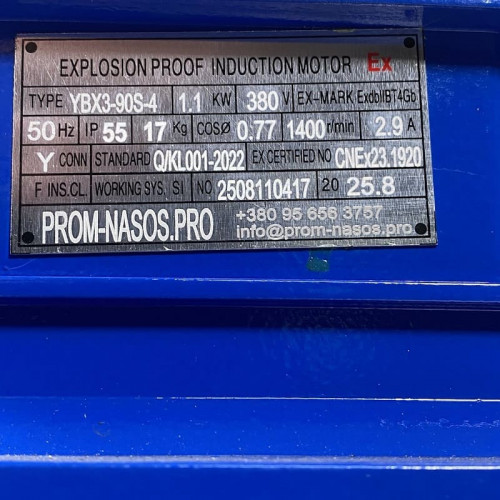 EXPLOSION PROOF INDUCTION MOTOR Ex
TYPE YBX3-90S-4 1.1 KW 380 V EX-MARK ExdbIIBT4Gb
50 Hz IP 55 17 Kg COSØ 0.77 1400 r/min 2.9 A
Y CONN STANDARD Q/KL001-2022 EX CERTIFIED NO CNEx23.1920
F INS.CL. WORKING SYS. SI NO 2508110417 20 25.8
PROM-NASOS.PRO +380 95 656 3757
info@prom-nasos.pro